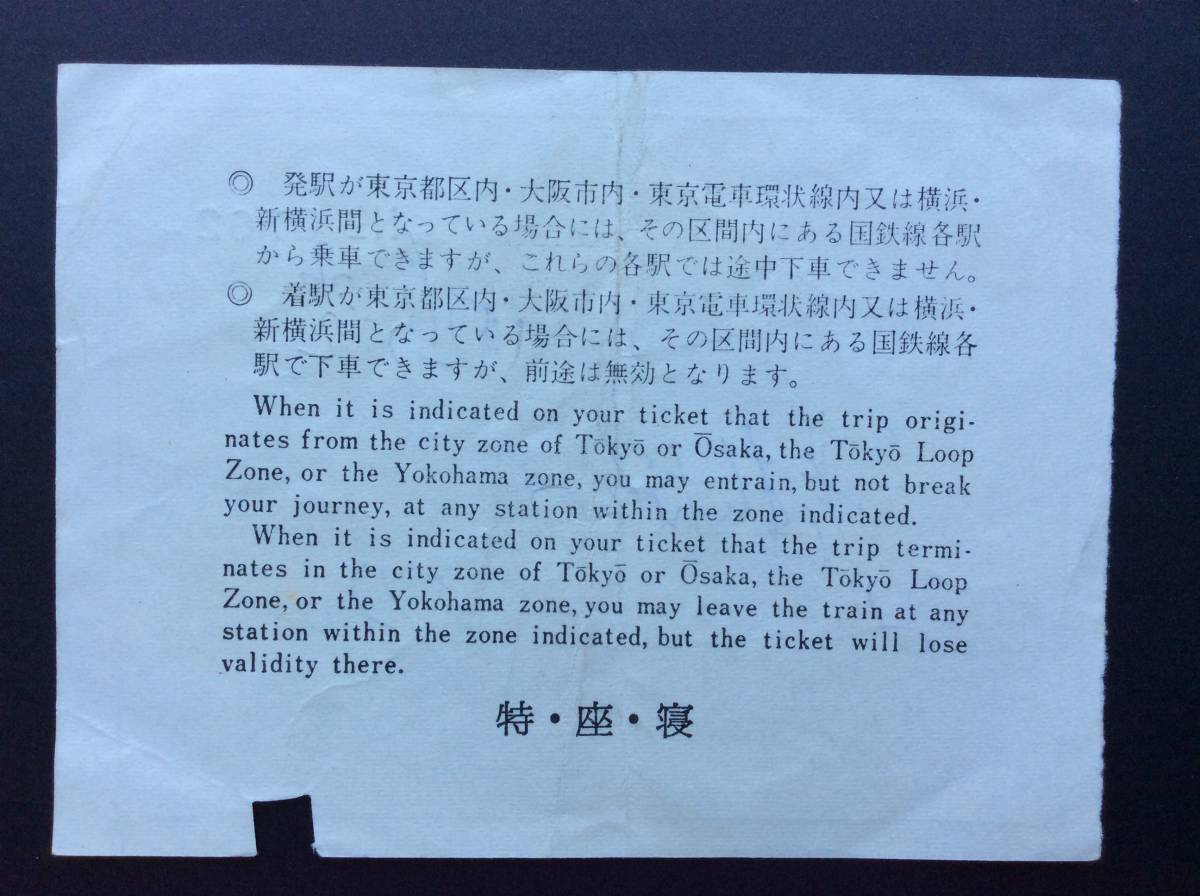 ◎　発駅が東京都区内・大阪市内・東京電車環状線内又は横浜・
新横浜間となっている場合には、その区間内にある国鉄線各駅
から乗車できますが、これらの各駅では途中下車できません。
◎　着駅が東京都区内・大阪市内・東京電車環状線内又は横浜・
新横浜間となっている場合には、その区間内にある国鉄線各
駅で下車できますが、前途は無効となります。
When it is indicated on your ticket that the trip origi-
nates from the city zone of Tōkyō or Ōsaka, the Tōkyō Loop
Zone, or the Yokohama zone, you may entrain, but not break
your journey, at any station within the zone indicated.
When it is indicated on your ticket that the trip termi-
nates in the city zone of Tōkyō or Ōsaka, the Tōkyō Loop
Zone, or the Yokohama zone, you may leave the train at any
station within the zone indicated, but the ticket will lose
validity there.
特・座・寝